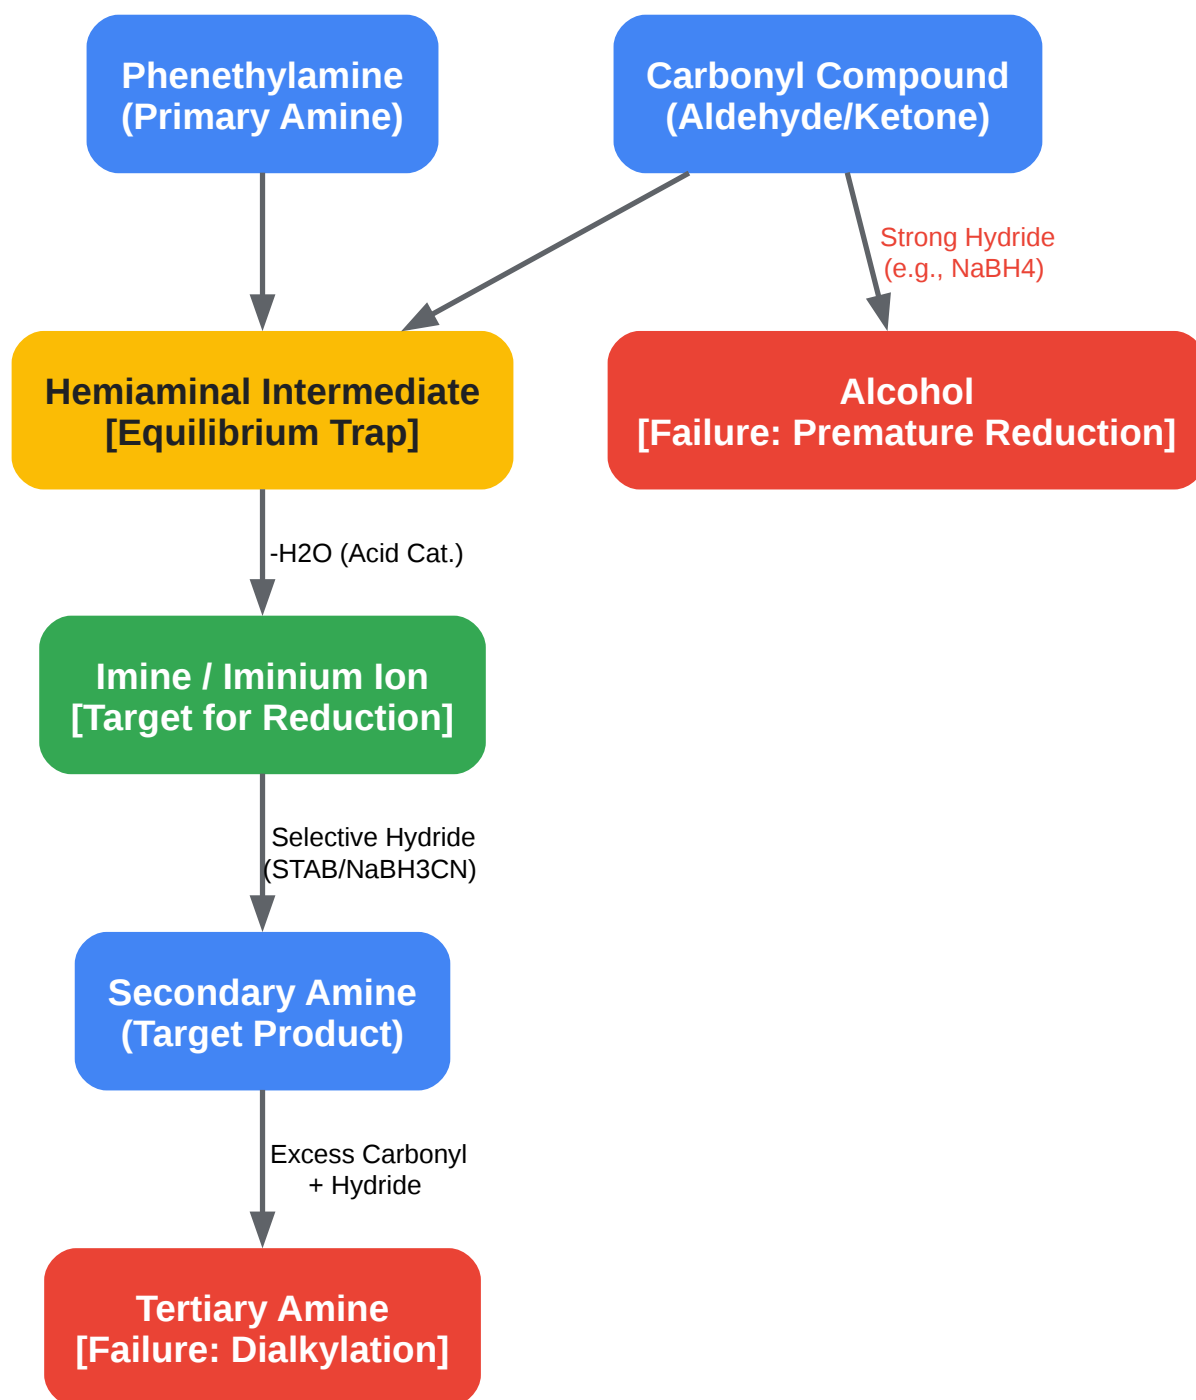 Phenethylamine
(Primary Amine)
Carbonyl Compound
(Aldehyde/Ketone)
Strong Hydride
(e.g., NaBH4)
Hemiaminal Intermediate
[Equilibrium Trap]
Alcohol
[Failure: Premature Reduction]
-H2O (Acid Cat.)
Imine / Iminium Ion
[Target for Reduction]
Selective Hydride
(STAB/NaBH3CN)
Secondary Amine
(Target Product)
Excess Carbonyl
+ Hydride
Tertiary Amine
[Failure: Dialkylation]